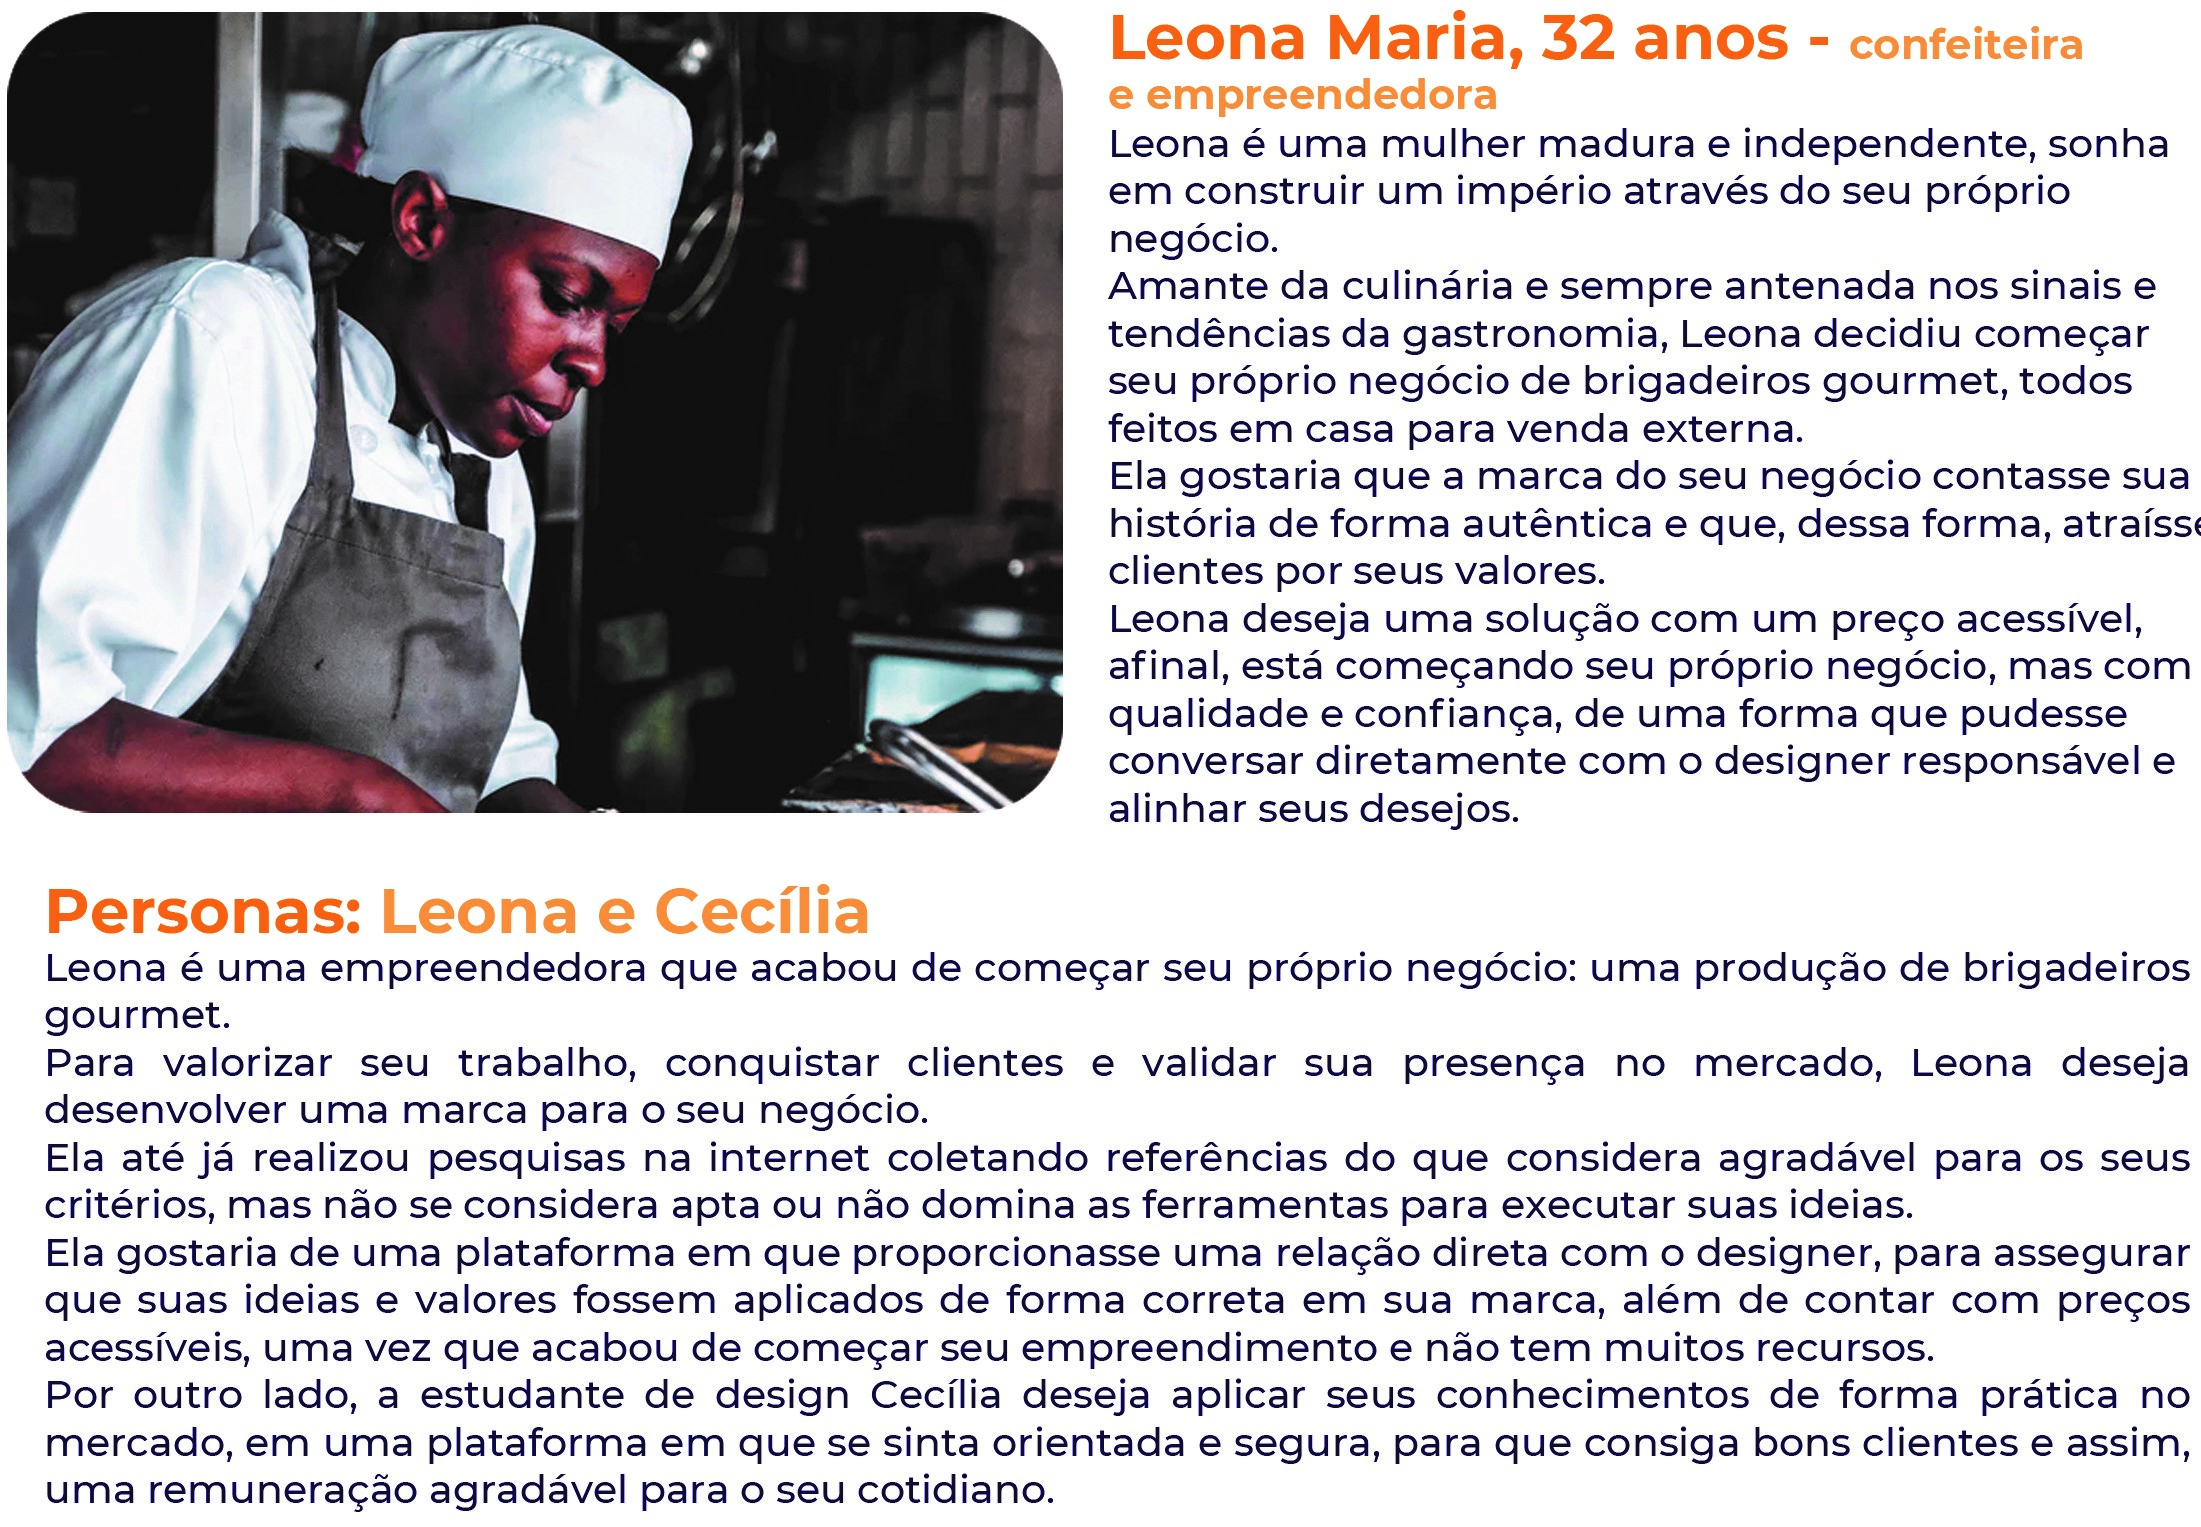 Leona Maria, 32 anos - confeiteira
e empreendedora
Leona é uma mulher madura e independente, sonha
em construir um império através do seu próprio
negócio.
Amante da culinária e sempre antenada nos sinais e
tendências da gastronomia, Leona decidiu começar
seu próprio negócio de brigadeiros gourmet, todos
feitos em casa para venda externa.
Ela gostaria que a marca do seu negócio contasse sua
história de forma autêntica e que, dessa forma, atraísse
clientes por seus valores.
Leona deseja uma solução com um preço acessível,
afinal, está começando seu próprio negócio, mas com
qualidade e confiança, de uma forma que pudesse
conversar diretamente com o designer responsável e
alinhar seus desejos.
Personas: Leona e Cecília
Leona é uma empreendedora que acabou de começar seu próprio negócio: uma produção de brigadeiros
gourmet.
Para valorizar seu trabalho, conquistar clientes e validar sua presença no mercado, Leona deseja
desenvolver uma marca para o seu negócio.
Ela até já realizou pesquisas na internet coletando referências do que considera agradável para os seus
critérios, mas não se considera apta ou não domina as ferramentas para executar suas ideias.
Ela gostaria de uma plataforma em que proporcionasse uma relação direta com o designer, para assegurar
que suas ideias e valores fossem aplicados de forma correta em sua marca, além de contar com preços
acessíveis, uma vez que acabou de começar seu empreendimento e não tem muitos recursos.
Por outro lado, a estudante de design Cecília deseja aplicar seus conhecimentos de forma prática no
mercado, em uma plataforma em que se sinta orientada e segura, para que consiga bons clientes e assim,
uma remuneração agradável para o seu cotidiano.